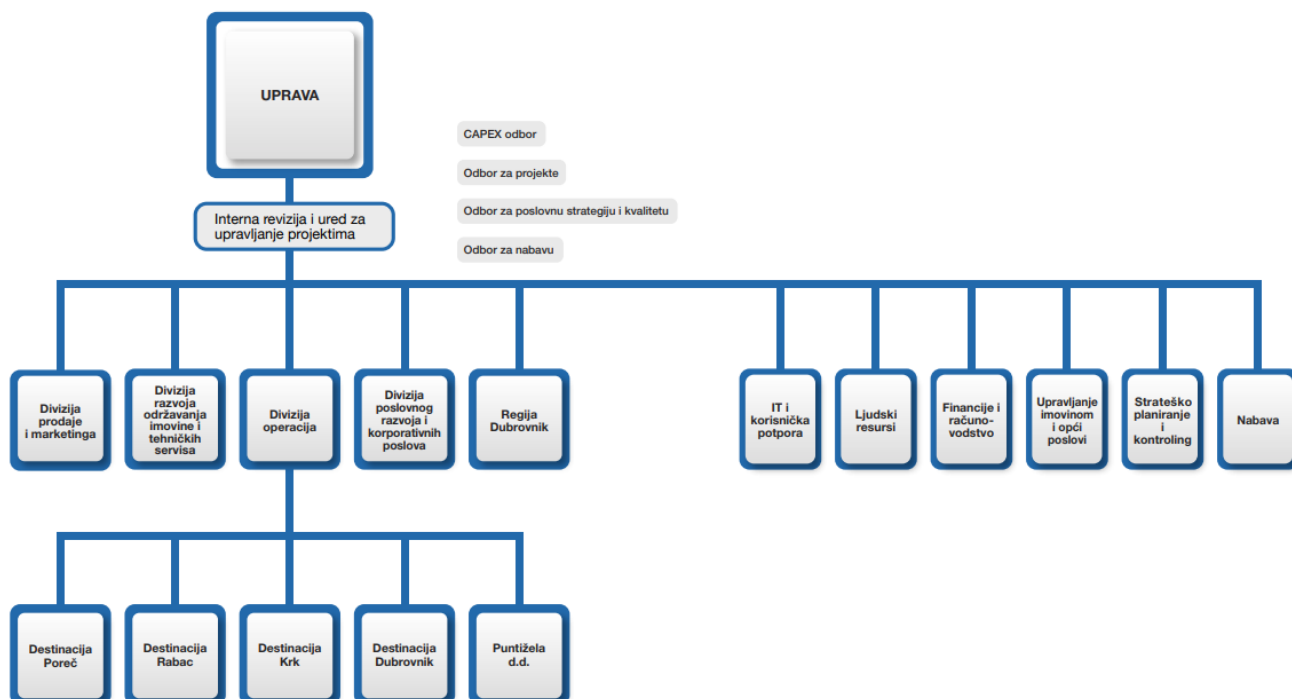 UPRAVA
CAPEX odbor
Odbor za projekte
Odbor za poslovnu strategiju i kvalitetu
Odbor za nabavu
Interna revizija i ured za
upravljanje projektima
Divizija
prodaje
i marketinga
Divizija
razvoja
održavanja
imovine i
tehničkih
servisa
Divizija
operacija
Divizija
poslovnog
razvoja i
korporativnih
poslova
Regija
Dubrovnik
IT i
korisnička
potpora
Ljudski
resursi
Financije i
računo-
vodstvo
Upravljanje
imovinom
i opći
poslovi
Strateško
planiranje
i
kontroling
Nabava
Destinacija
Poreč
Destinacija
Rabac
Destinacija
Krk
Destinacija
Dubrovnik
Puntižela
d.d.